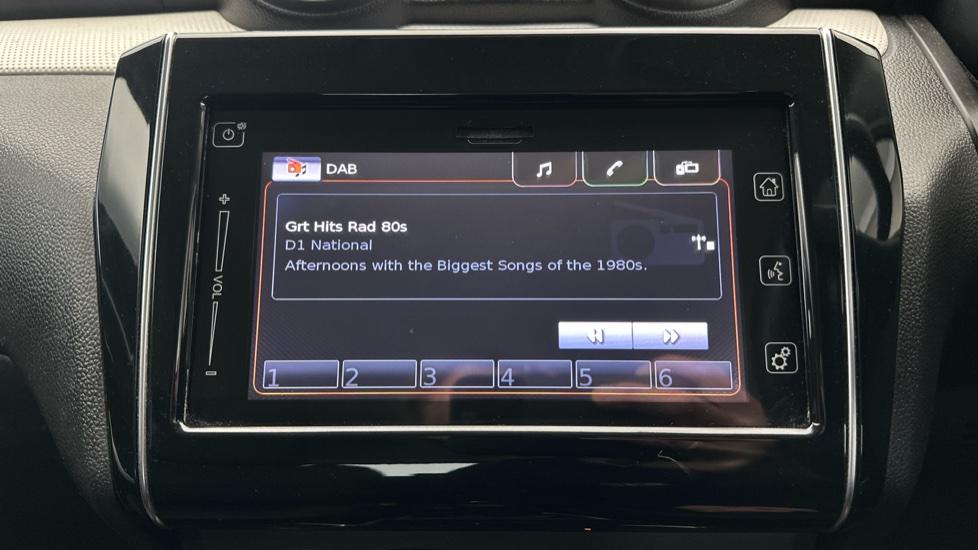 DAB
Grt Hits Rad 80s
D1 National
Afternoons with the Biggest Songs of the 1980s.
+
VOL
-
1 2 3 4 5 6